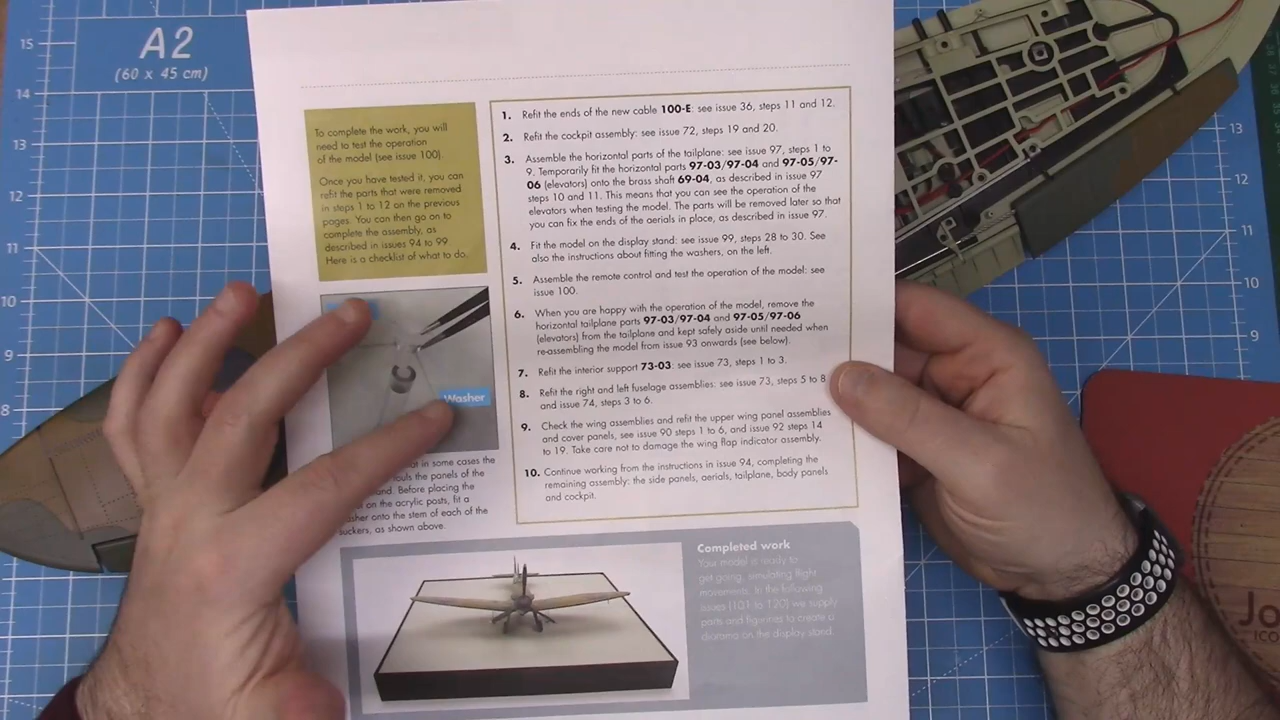 A2
(60 x 45 cm)
15
14
13
12
11
10
9
8
To complete the work, you will
need to test the operation
of the model (see issue 100).
Once you have tested it, you can
refit the parts that were removed
in steps 1 to 12 on the previous
pages. You can then go on to
complete the assembly, as
described in issues 94 to 99.
Here is a checklist of what to do.
Washer
at in some cases the
the panels of the
and. Before placing the
on the acrylic posts, fit a
onto the stem of each of the
suckers, as shown above.
1. Refit the ends of the new cable 100-E: see issue 36, steps 11 and 12.
2. Refit the cockpit assembly: see issue 72, steps 19 and 20.
3. Assemble the horizontal parts of the tailplane: see issue 97, steps 1 to
9. Temporarily fit the horizontal parts 97-03/97-04 and 97-05/97-
06 (elevators) onto the brass shaft 69-04, as described in issue 97
steps 10 and 11. This means that you can see the operation of the
elevators when testing the model. The parts will be removed later so that
you can fix the ends of the aerials in place, as described in issue 97.
4. Fit the model on the display stand: see issue 99, steps 28 to 30. See
also the instructions about fitting the washers, on the left.
5. Assemble the remote control and test the operation of the model: see
issue 100.
6. When you are happy with the operation of the model, remove the
horizontal tailplane parts 97-03/97-04 and 97-05/97-06
(elevators) from the tailplane and kept safely aside until needed when
re-assembling the model from issue 93 onwards (see below).
7. Refit the interior support 73-03: see issue 73, steps 1 to 3.
8. Refit the right and left fuselage assemblies: see issue 73, steps 5 to 8
and issue 74, steps 3 to 6.
9. Check the wing assemblies and refit the upper wing panel assemblies
and cover panels, see issue 90 steps 1 to 6, and issue 92 steps 14
to 19. Take care not to damage the wing flap indicator assembly.
10. Continue working from the instructions in issue 94, completing the
remaining assembly: the side panels, aerials, tailplane, body panels
and cockpit.
Completed work
Your model is ready to
get going, simulating flight
movements. In the following
issues (101 to 120) we supply
parts and figurines to create a
diorama on the display stand.
13
12
11
10
Jo
ICO